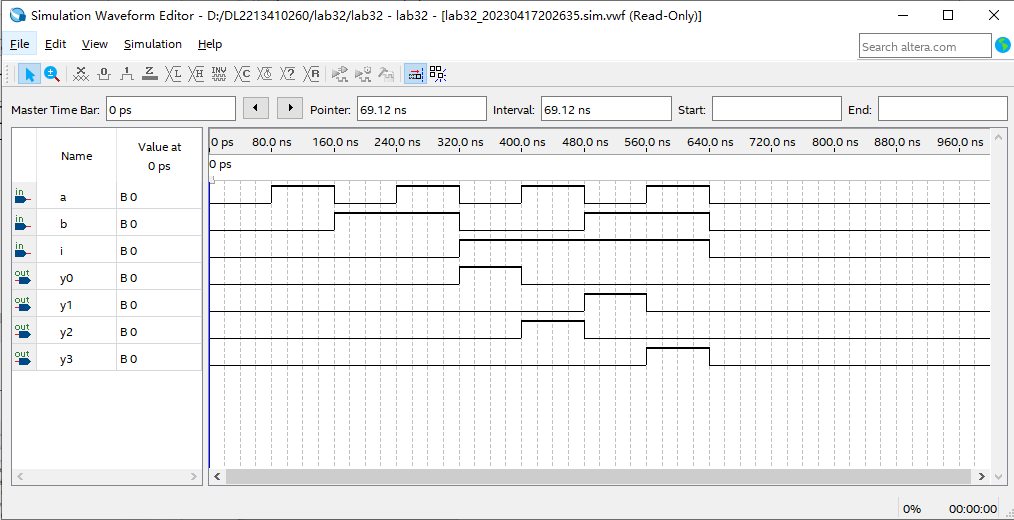 Simulation Waveform Editor - D:/DL2213410260/lab32/lab32 - lab32 - [lab32_20230417202635.sim.vwf (Read-Only)]
File Edit View Simulation Help
Search altera.com
Master Time Bar: 0 ps Pointer: 69.12 ns Interval: 69.12 ns Start: End:
Name Value at 0 ps
0 ps 80.0 ns 160.0 ns 240.0 ns 320.0 ns 400.0 ns 480.0 ns 560.0 ns 640.0 ns 720.0 ns 800.0 ns 880.0 ns 960.0 ns
0 ps
in a B 0
in b B 0
in i B 0
out y0 B 0
out y1 B 0
out y2 B 0
out y3 B 0
0% 00:00:00